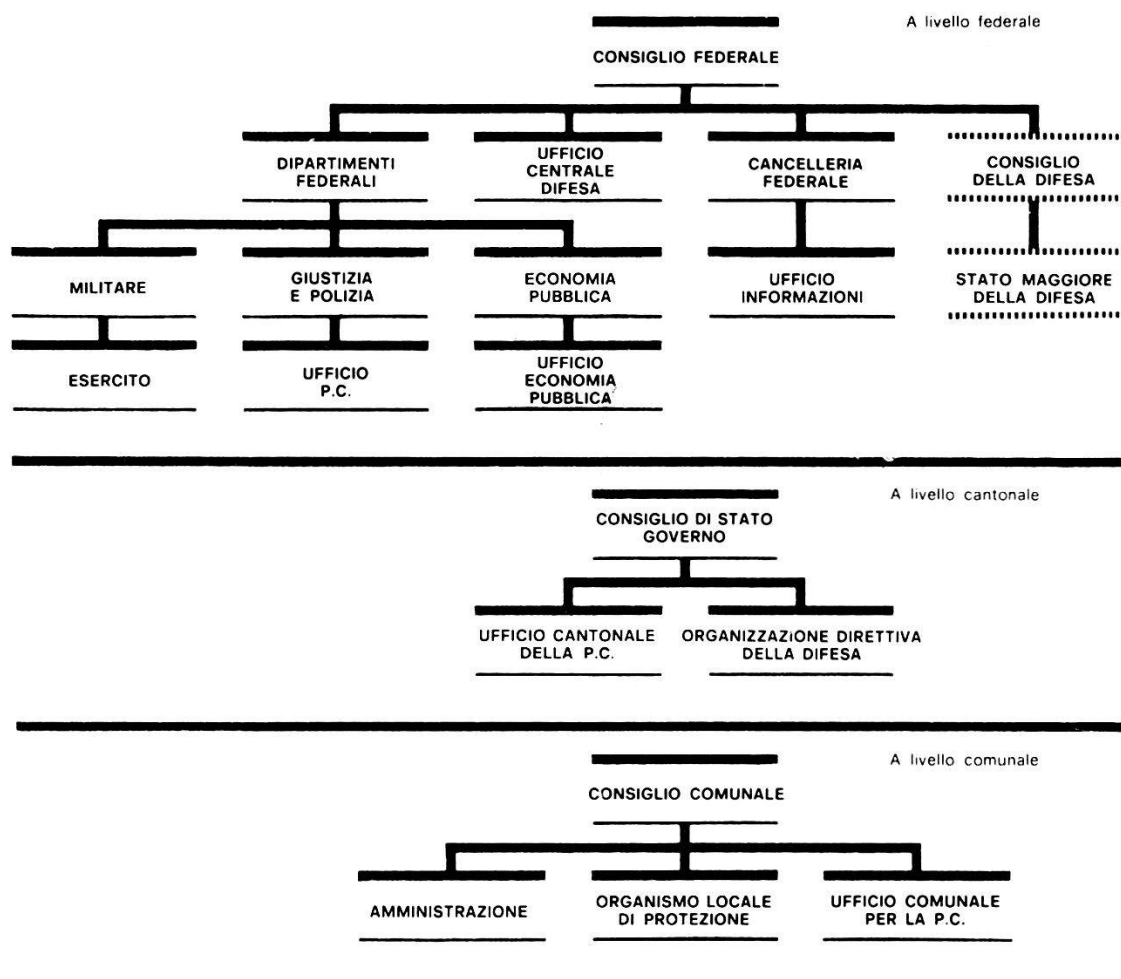 A livello federale
CONSIGLIO FEDERALE
DIPARTIMENTI
FEDERALI
UFFICIO
CENTRALE
DIFESA
CANCELLERIA
FEDERALE
CONSIGLIO
DELLA DIFESA
MILITARE
GIUSTIZIA
E POLIZIA
ECONOMIA
PUBBLICA
UFFICIO
INFORMAZIONI
STATO MAGGIORE
DELLA DIFESA
ESERCITO
UFFICIO
P.C.
UFFICIO
ECONOMIA
PUBBLICA
A livello cantonale
CONSIGLIO DI STATO
GOVERNO
UFFICIO CANTONALE
DELLA P.C.
ORGANIZZAZIONE DIRETTIVA
DELLA DIFESA
A livello comunale
CONSIGLIO COMUNALE
AMMINISTRAZIONE
ORGANISMO LOCALE
DI PROTEZIONE
UFFICIO COMUNALE
PER LA P.C.